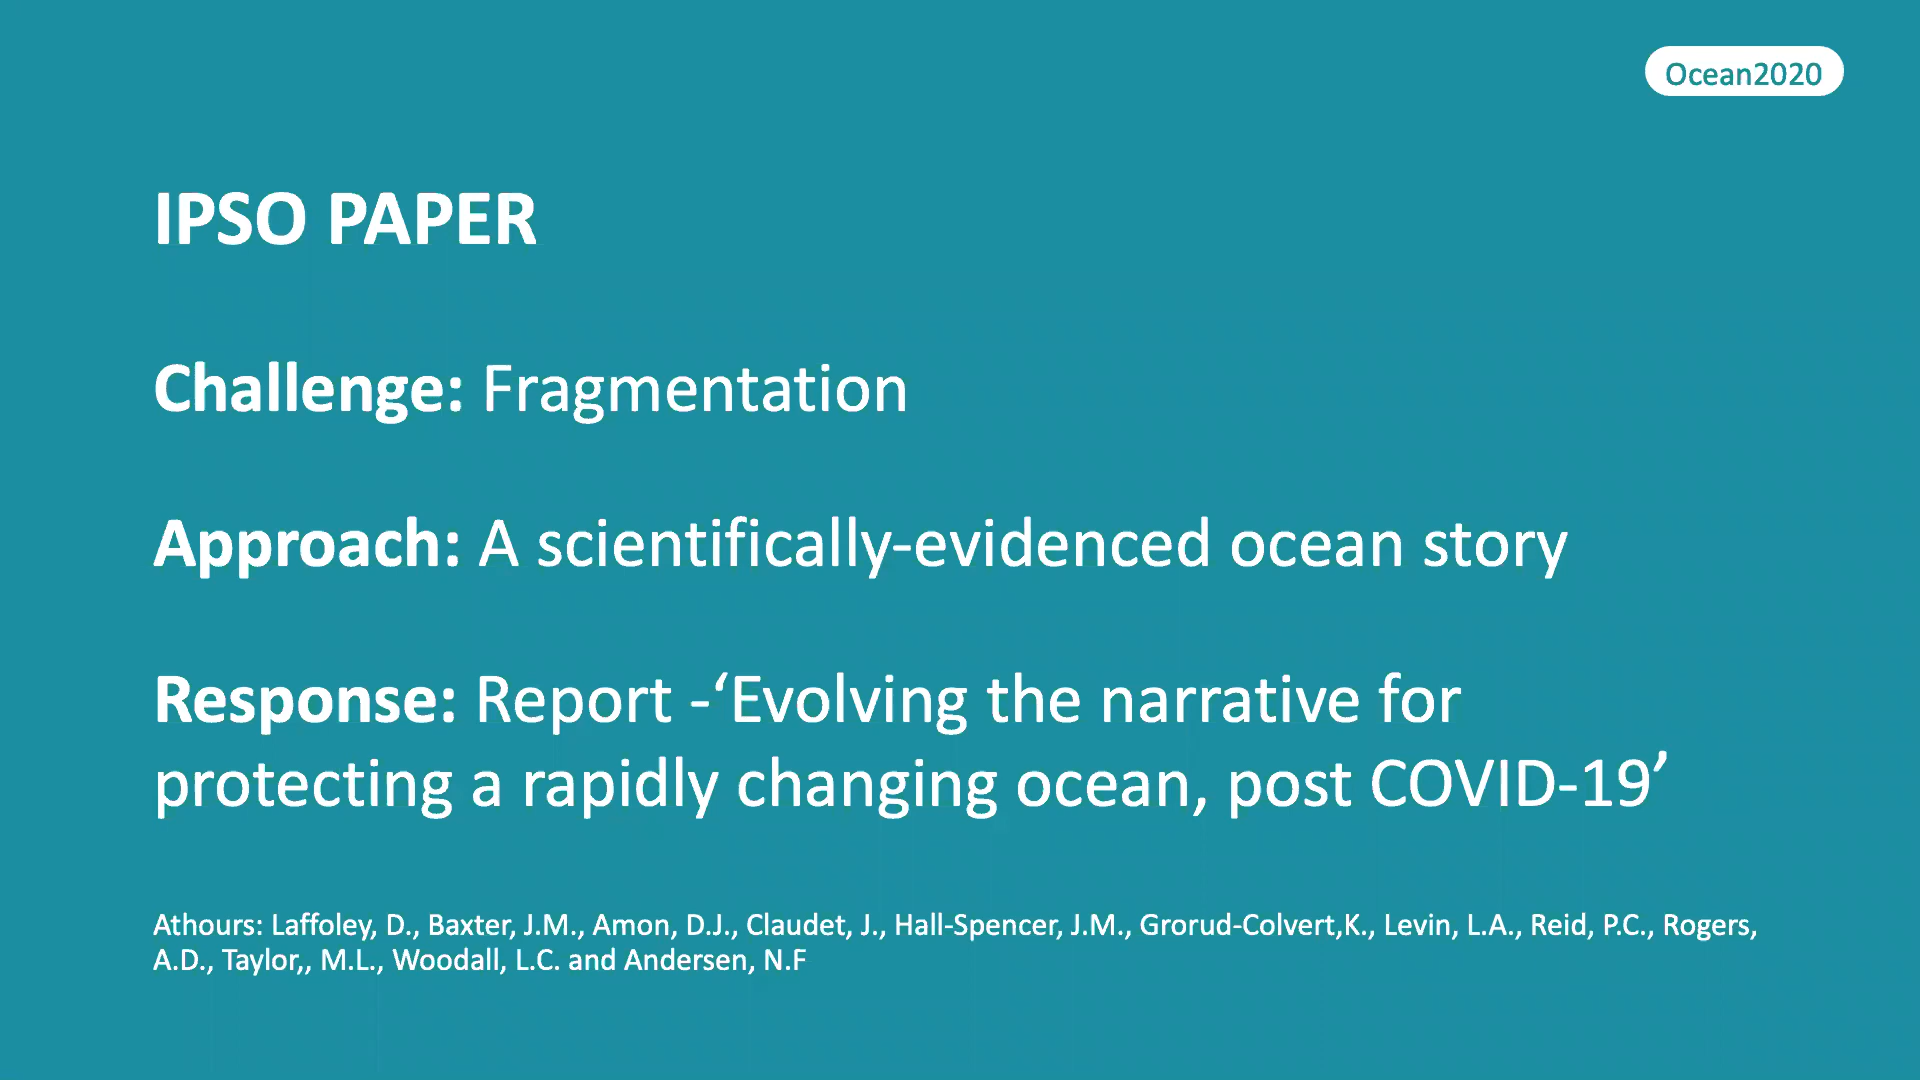 Ocean2020
IPSO PAPER
Challenge: Fragmentation
Approach: A scientifically-evidenced ocean story
Response: Report -‘Evolving the narrative for
protecting a rapidly changing ocean, post COVID-19’
Athours: Laffoley, D., Baxter, J.M., Amon, D.J., Claudet, J., Hall-Spencer, J.M., Grorud-Colvert,K., Levin, L.A., Reid, P.C., Rogers,
A.D., Taylor,, M.L., Woodall, L.C. and Andersen, N.F